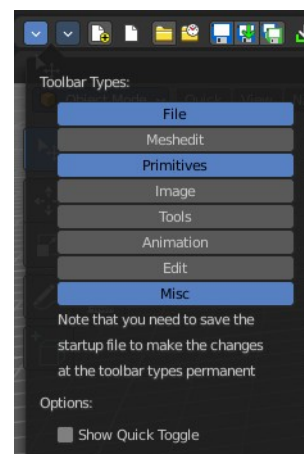 Toolbar Types:
File
Meshedit
Primitives
Image
Tools
Animation
Edit
Misc
Note that you need to save the
startup file to make the changes
at the toolbar types permanent
Options:
Show Quick Toggle